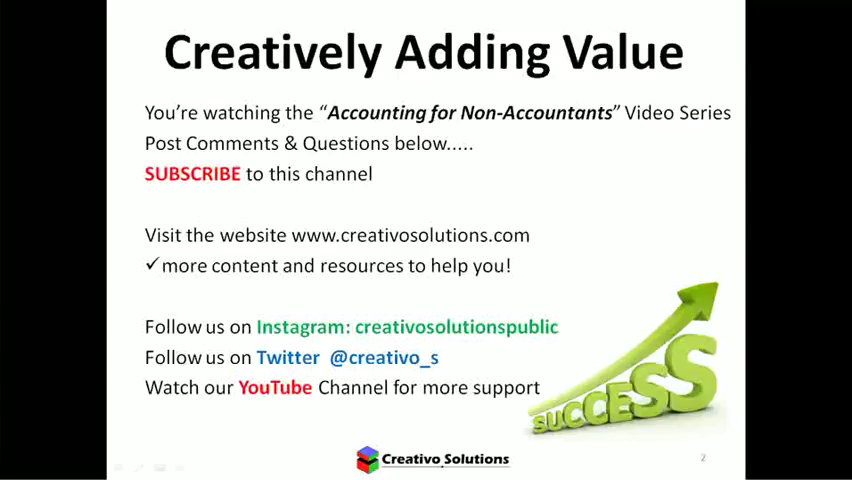 Creatively Adding Value
You're watching the “Accounting for Non-Accountants” Video Series
Post Comments & Questions below.....
SUBSCRIBE to this channel
Visit the website www.creativosolutions.com
✓more content and resources to help you!
Follow us on Instagram: creativosolutionspublic
Follow us on Twitter @creativo_s
Watch our YouTube Channel for more support
SUCCESS
Creativo Solutions
2